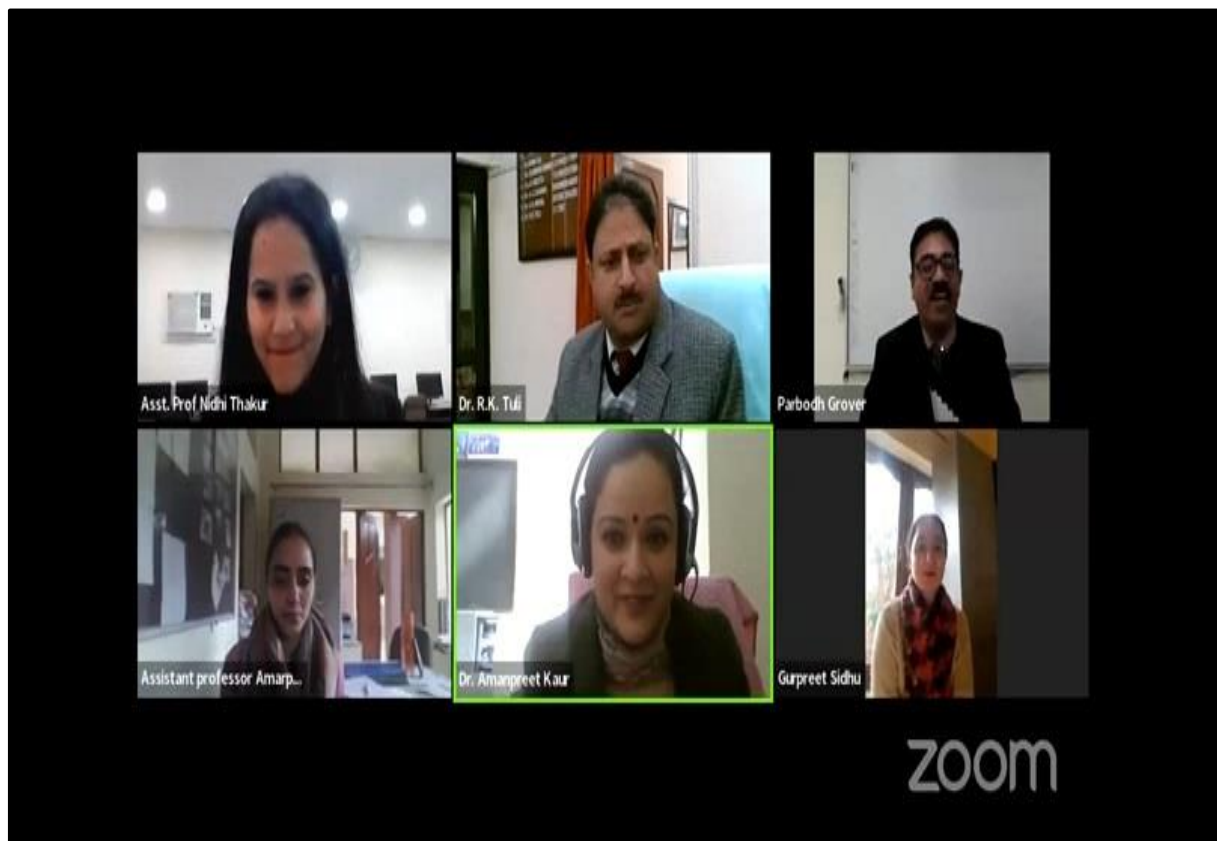 Asst. Prof Nidhi Thakur
Dr. R.K. Tuli
Parbodh Grover
Assistant professor Amarp...
Dr. Amanpreet Kaur
Gurpreet Sidhu
zoom